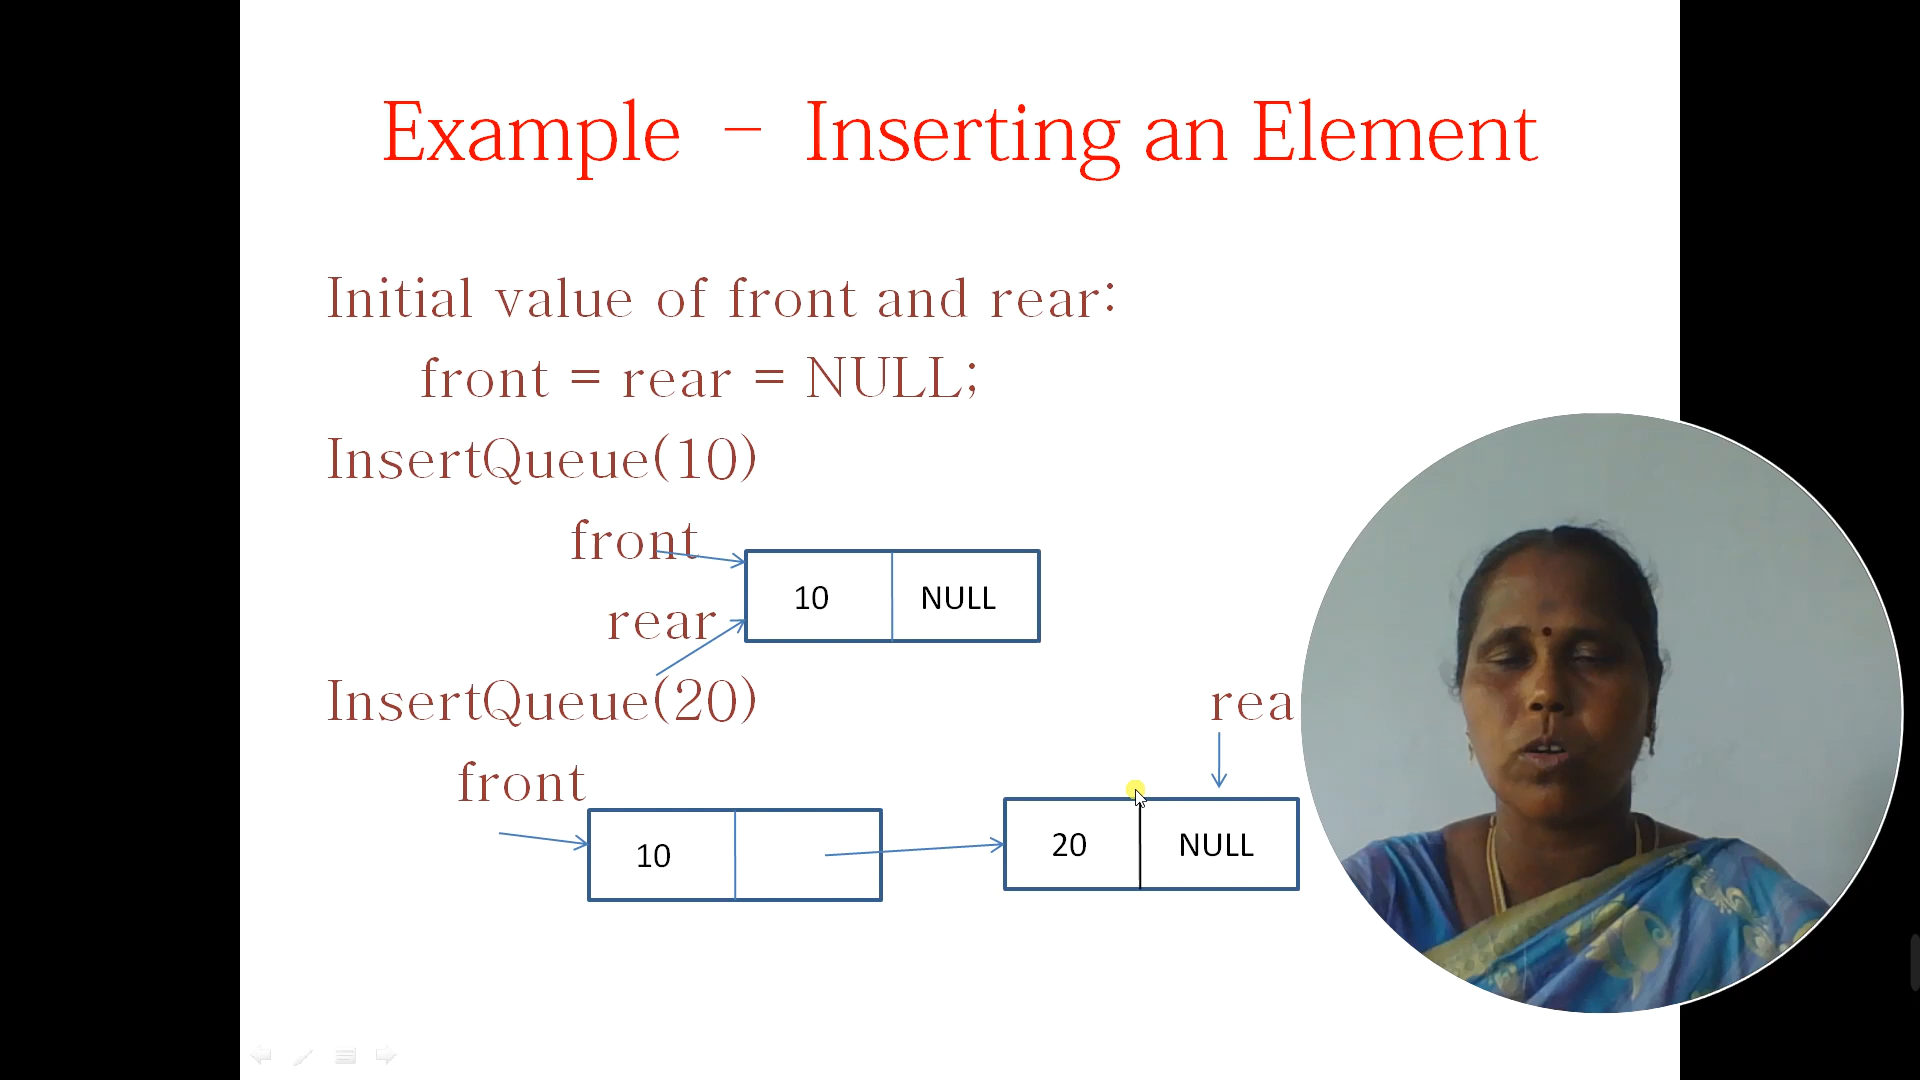 Example - Inserting an Element
Initial value of front and rear:
front = rear = NULL;
InsertQueue(10)
front
10 NULL
rear
InsertQueue(20)
rea
front
10
20 NULL